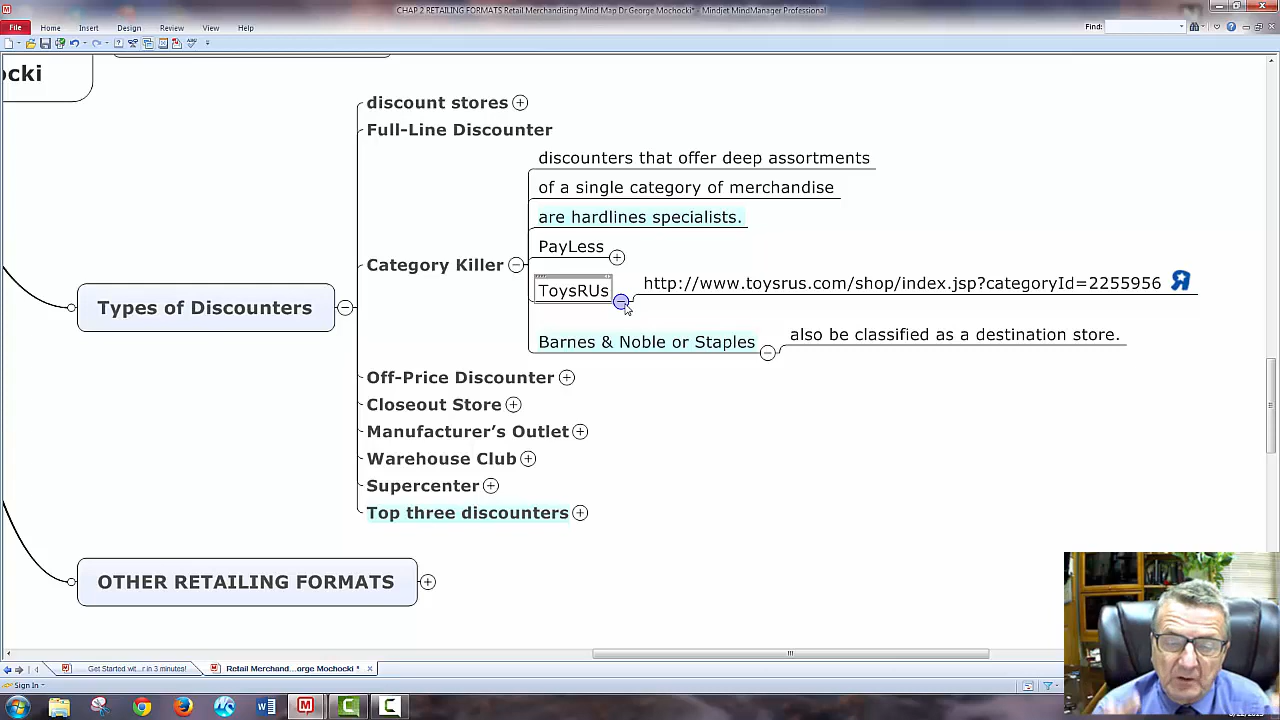 CHAP 2 RETAILING FORMATS Retail Merchandising Mind Map Dr George Mochocki* - Mindjet MindManager Professional
File Home Insert Design Review View Help
Find:
ocki
discount stores
Full-Line Discounter
discounters that offer deep assortments
of a single category of merchandise
are hardlines specialists.
PayLess
Category Killer
ToysRUs
http://www.toysrus.com/shop/index.jsp?categoryId=2255956
Barnes & Noble or Staples
also be classified as a destination store.
Types of Discounters
Off-Price Discounter
Closeout Store
Manufacturer’s Outlet
Warehouse Club
Supercenter
Top three discounters
OTHER RETAILING FORMATS
Get Started wit...r in 3 minutes!
Retail Merchand...orge Mochocki *
Sign In